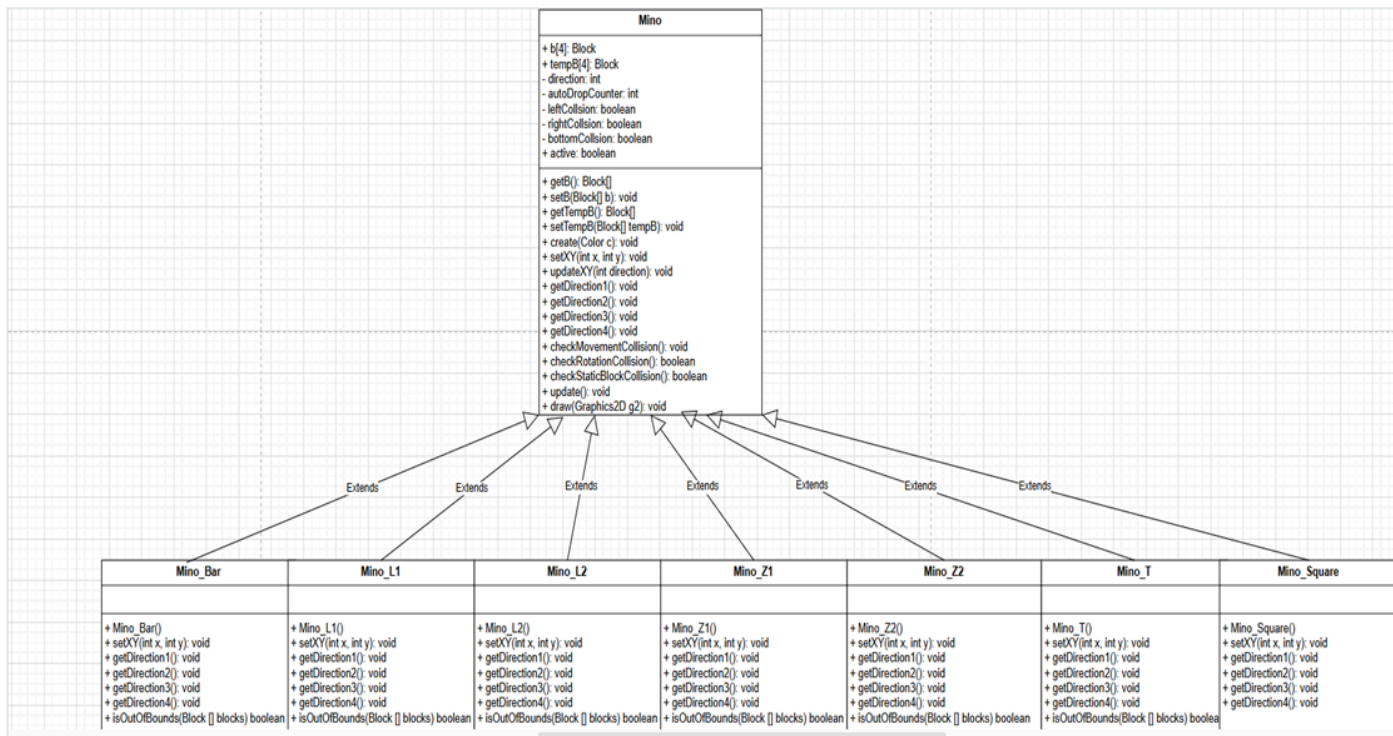 Mino
+ b[4]: Block
+ tempB[4]: Block
- direction: int
- autoDropCounter: int
- leftCollsion: boolean
- rightCollsion: boolean
- bottomCollsion: boolean
+ active: boolean
+ getB(): Block[]
+ setB(Block[] b): void
+ getTempB(): Block[]
+ setTempB(Block[] tempB): void
+ create(Color c): void
+ setXY(int x, int y): void
+ updateXY(int direction): void
+ getDirection1(): void
+ getDirection2(): void
+ getDirection3(): void
+ getDirection4(): void
+ checkMovementCollision(): void
+ checkRotationCollision(): boolean
+ checkStaticBlockCollision(): boolean
+ update(): void
+ draw(Graphics2D g2): void
Extends
Extends
Extends
Extends
Extends
Extends
Extends
Mino_Bar
+ Mino_Bar()
+ setXY(int x, int y): void
+ getDirection1(): void
+ getDirection2(): void
+ getDirection3(): void
+ getDirection4(): void
+ isOutOfBounds(Block [] blocks) boolean
Mino_L1
+ Mino_L1()
+ setXY(int x, int y): void
+ getDirection1(): void
+ getDirection2(): void
+ getDirection3(): void
+ getDirection4(): void
+ isOutOfBounds(Block [] blocks) boolean
Mino_L2
+ Mino_L2()
+ setXY(int x, int y): void
+ getDirection1(): void
+ getDirection2(): void
+ getDirection3(): void
+ getDirection4(): void
+ isOutOfBounds(Block [] blocks) boolean
Mino_Z1
+ Mino_Z1()
+ setXY(int x, int y): void
+ getDirection1(): void
+ getDirection2(): void
+ getDirection3(): void
+ getDirection4(): void
+ isOutOfBounds(Block [] blocks) boolean
Mino_Z2
+ Mino_Z2()
+ setXY(int x, int y): void
+ getDirection1(): void
+ getDirection2(): void
+ getDirection3(): void
+ getDirection4(): void
+ isOutOfBounds(Block [] blocks) boolean
Mino_T
+ Mino_T()
+ setXY(int x, int y): void
+ getDirection1(): void
+ getDirection2(): void
+ getDirection3(): void
+ getDirection4(): void
+ isOutOfBounds(Block [] blocks) boolea
Mino_Square
+ Mino_Square()
+ setXY(int x, int y): void
+ getDirection1(): void
+ getDirection2(): void
+ getDirection3(): void
+ getDirection4(): void